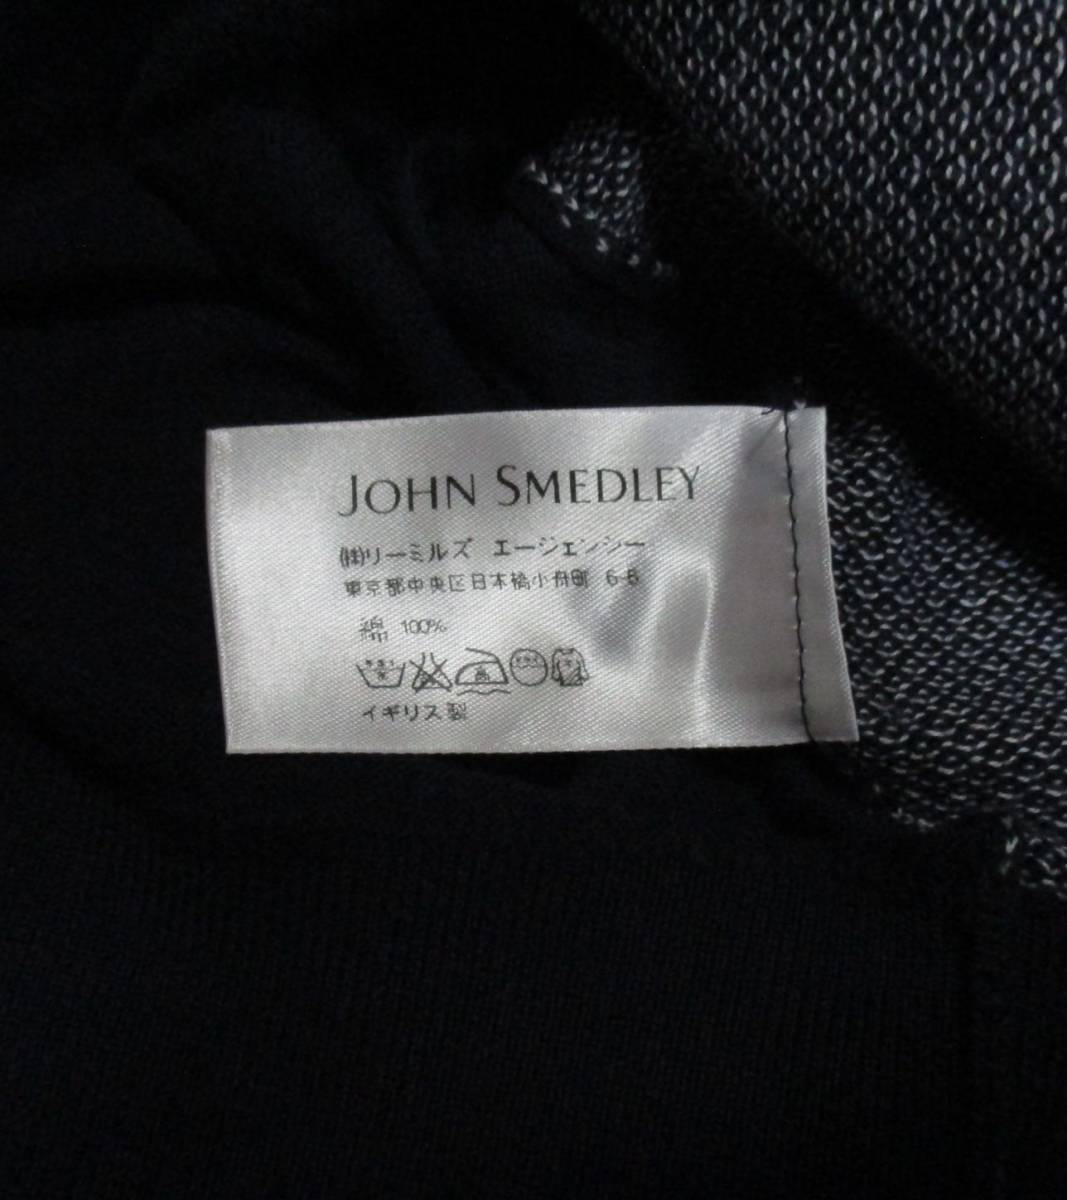 JOHN SMEDLEY
㈱リーミルズ エージェンシー
東京都中央区日本橋小舟町 6-8
綿 100%
イギリス製